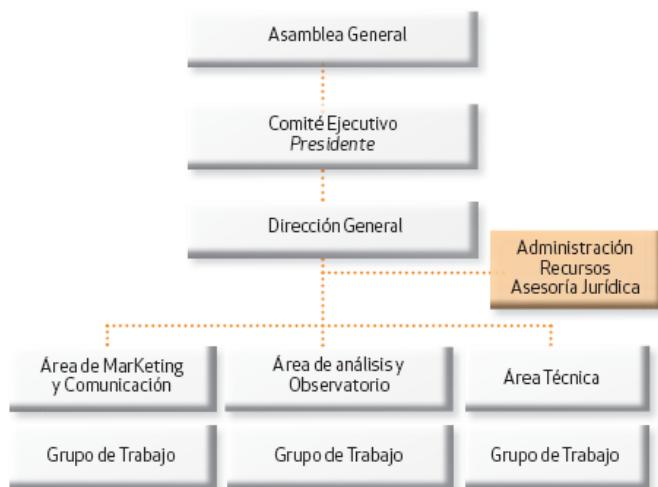 Asamblea General
Comité Ejecutivo
Presidente
Dirección General
Administración
Recursos
Asesoría Jurídica
Área de MarKeting
y Comunicación
Área de análisis y
Observatorio
Área Técnica
Grupo de Trabajo
Grupo de Trabajo
Grupo de Trabajo